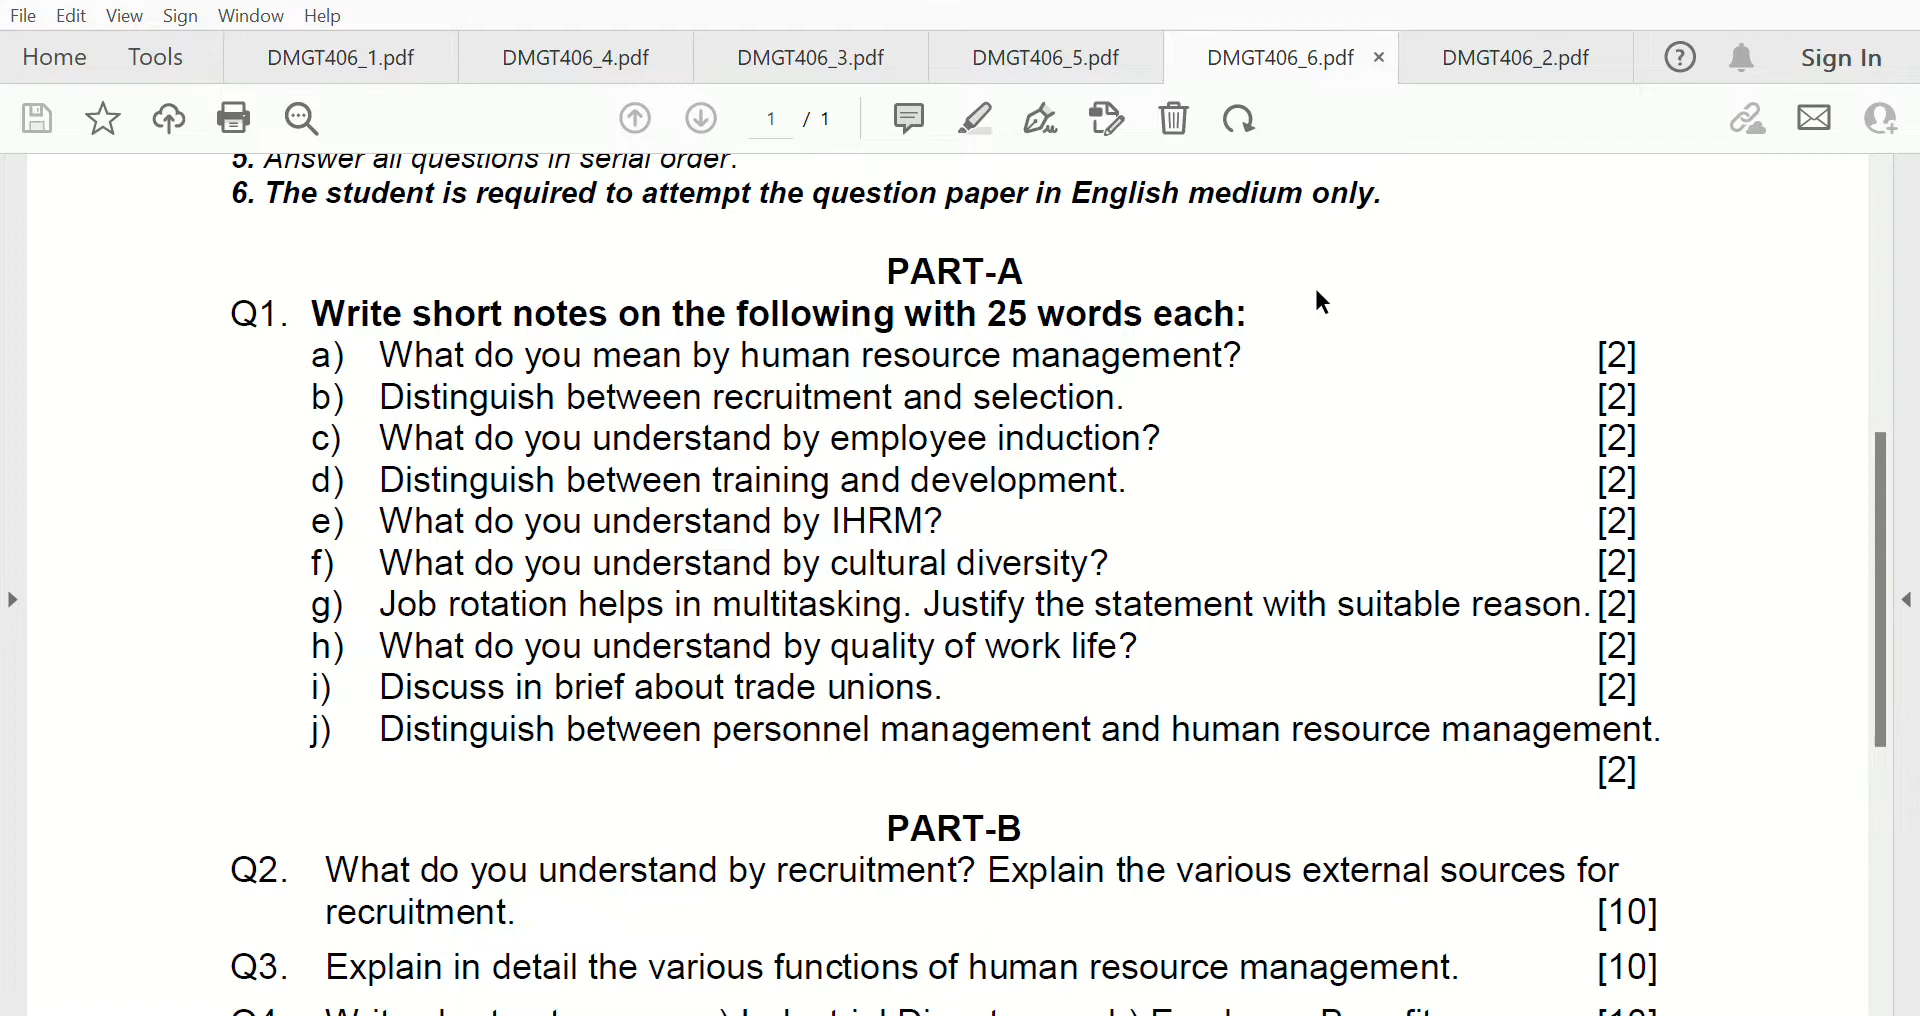 File Edit View Sign Window Help
Home Tools DMGT406_1.pdf DMGT406_4.pdf DMGT406_3.pdf DMGT406_5.pdf DMGT406_6.pdf × DMGT406_2.pdf ? Sign In
1 / 1
5. Answer all questions in serial order.
6. The student is required to attempt the question paper in English medium only.
PART-A
Q1. Write short notes on the following with 25 words each:
a) What do you mean by human resource management? [2]
b) Distinguish between recruitment and selection. [2]
c) What do you understand by employee induction? [2]
d) Distinguish between training and development. [2]
e) What do you understand by IHRM? [2]
f) What do you understand by cultural diversity? [2]
g) Job rotation helps in multitasking. Justify the statement with suitable reason. [2]
h) What do you understand by quality of work life? [2]
i) Discuss in brief about trade unions. [2]
j) Distinguish between personnel management and human resource management.
[2]
PART-B
Q2. What do you understand by recruitment? Explain the various external sources for
recruitment. [10]
Q3. Explain in detail the various functions of human resource management. [10]